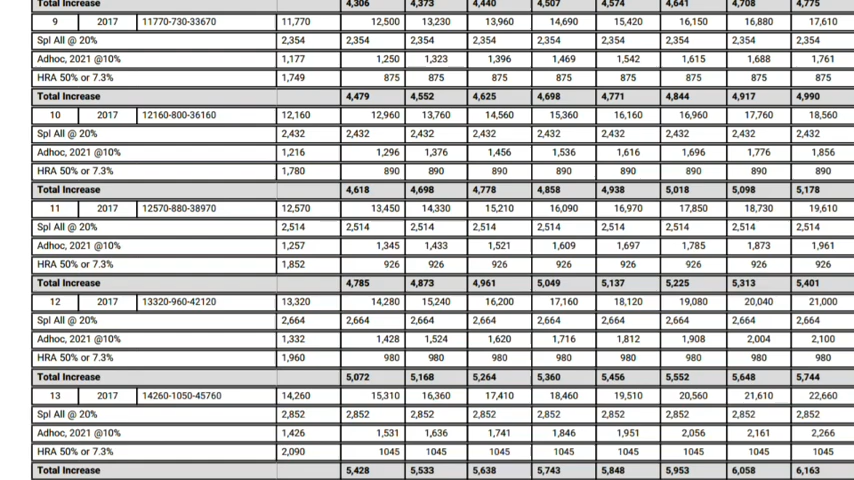 Total Increase 4,306 4,373 4,440 4,507 4,574 4,641 4,708 4,775
9 2017 11770-730-33670 11,770 12,500 13,230 13,960 14,690 15,420 16,150 16,880 17,610
Spl All @ 20% 2,354 2,354 2,354 2,354 2,354 2,354 2,354 2,354 2,354
Adhoc, 2021 @10% 1,177 1,250 1,323 1,396 1,469 1,542 1,615 1,688 1,761
HRA 50% or 7.3% 1,749 875 875 875 875 875 875 875 875
Total Increase 4,479 4,552 4,625 4,698 4,771 4,844 4,917 4,990
10 2017 12160-800-36160 12,160 12,960 13,760 14,560 15,360 16,160 16,960 17,760 18,560
Spl All @ 20% 2,432 2,432 2,432 2,432 2,432 2,432 2,432 2,432 2,432
Adhoc, 2021 @10% 1,216 1,296 1,376 1,456 1,536 1,616 1,696 1,776 1,856
HRA 50% or 7.3% 1,780 890 890 890 890 890 890 890 890
Total Increase 4,618 4,698 4,778 4,858 4,938 5,018 5,098 5,178
11 2017 12570-880-38970 12,570 13,450 14,330 15,210 16,090 16,970 17,850 18,730 19,610
Spl All @ 20% 2,514 2,514 2,514 2,514 2,514 2,514 2,514 2,514 2,514
Adhoc, 2021 @10% 1,257 1,345 1,433 1,521 1,609 1,697 1,785 1,873 1,961
HRA 50% or 7.3% 1,852 926 926 926 926 926 926 926 926
Total Increase 4,785 4,873 4,961 5,049 5,137 5,225 5,313 5,401
12 2017 13320-960-42120 13,320 14,280 15,240 16,200 17,160 18,120 19,080 20,040 21,000
Spl All @ 20% 2,664 2,664 2,664 2,664 2,664 2,664 2,664 2,664 2,664
Adhoc, 2021 @10% 1,332 1,428 1,524 1,620 1,716 1,812 1,908 2,004 2,100
HRA 50% or 7.3% 1,960 980 980 980 980 980 980 980 980
Total Increase 5,072 5,168 5,264 5,360 5,456 5,552 5,648 5,744
13 2017 14260-1050-45760 14,260 15,310 16,360 17,410 18,460 19,510 20,560 21,610 22,660
Spl All @ 20% 2,852 2,852 2,852 2,852 2,852 2,852 2,852 2,852 2,852
Adhoc, 2021 @10% 1,426 1,531 1,636 1,741 1,846 1,951 2,056 2,161 2,266
HRA 50% or 7.3% 2,090 1045 1045 1045 1045 1045 1045 1045 1045
Total Increase 5,428 5,533 5,638 5,743 5,848 5,953 6,058 6,163